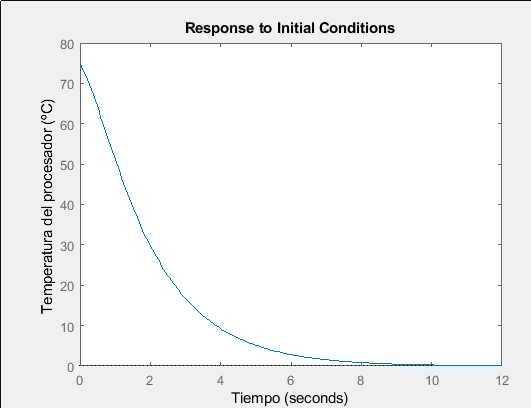 Response to Initial Conditions
80
70
60
50
40
30
20
10
0
Temperatura del procesador (ºC)
0 2 4 6 8 10 12
Tiempo (seconds)